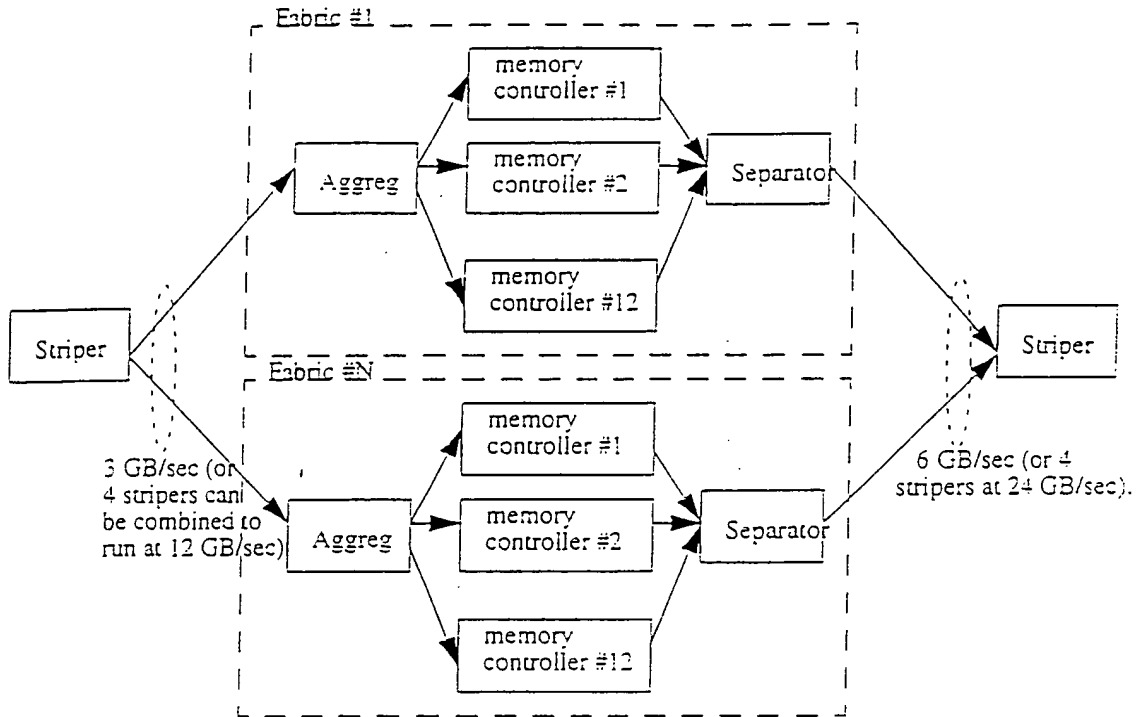 Fabric #1
memory
controller #1
memory
controller #2
Aggreg
Separator
memory
controller #12
Striper
Striper
Fabric #N
memory
controller #1
3 GB/sec (or
4 stripers can
be combined to
run at 12 GB/sec)
6 GB/sec (or 4
stripers at 24 GB/sec).
memory
controller #2
Aggreg
Separator
memory
controller #12